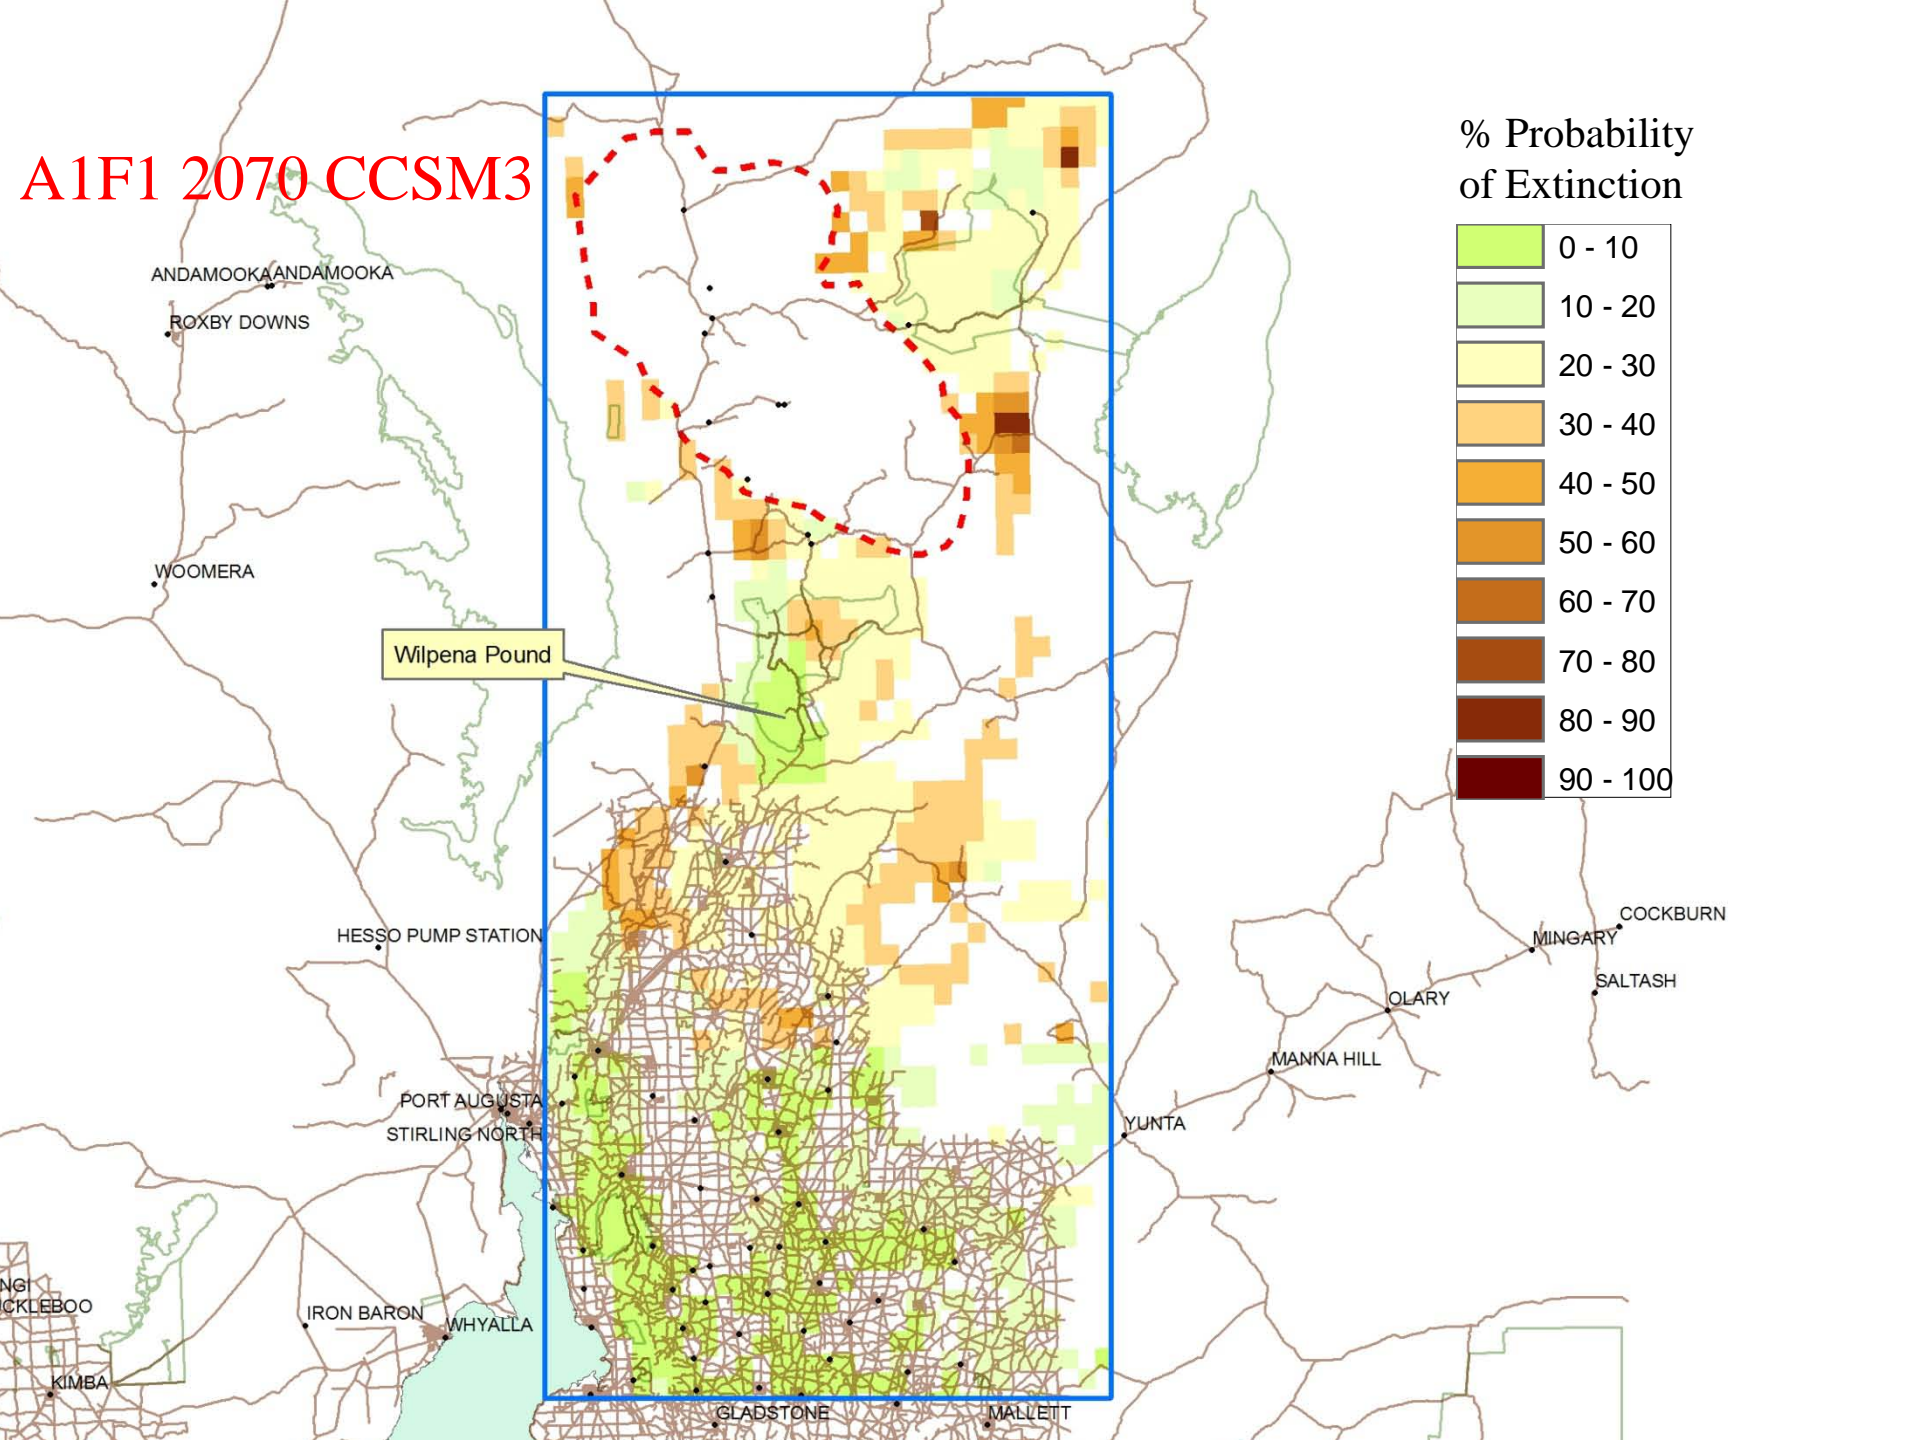 % Probability
of Extinction
A1F1 2070 CCSM3
0 - 10
10 - 20
20 - 30
30 - 40
40 - 50
50 - 60
60 - 70
70 - 80
80 - 90
90 - 100
ANDAMOOKA
ANDAMOOKA
ROXBY DOWNS
WOOMERA
Wilpena Pound
HESSO PUMP STATION
COCKBURN
MINGARY
SALTASH
OLARY
MANNA HILL
PORT AUGUSTA
STIRLING NORTH
YUNTA
NGI
CKLEBOO
IRON BARON
WHYALLA
KIMBA
GLADSTONE
MALLETT